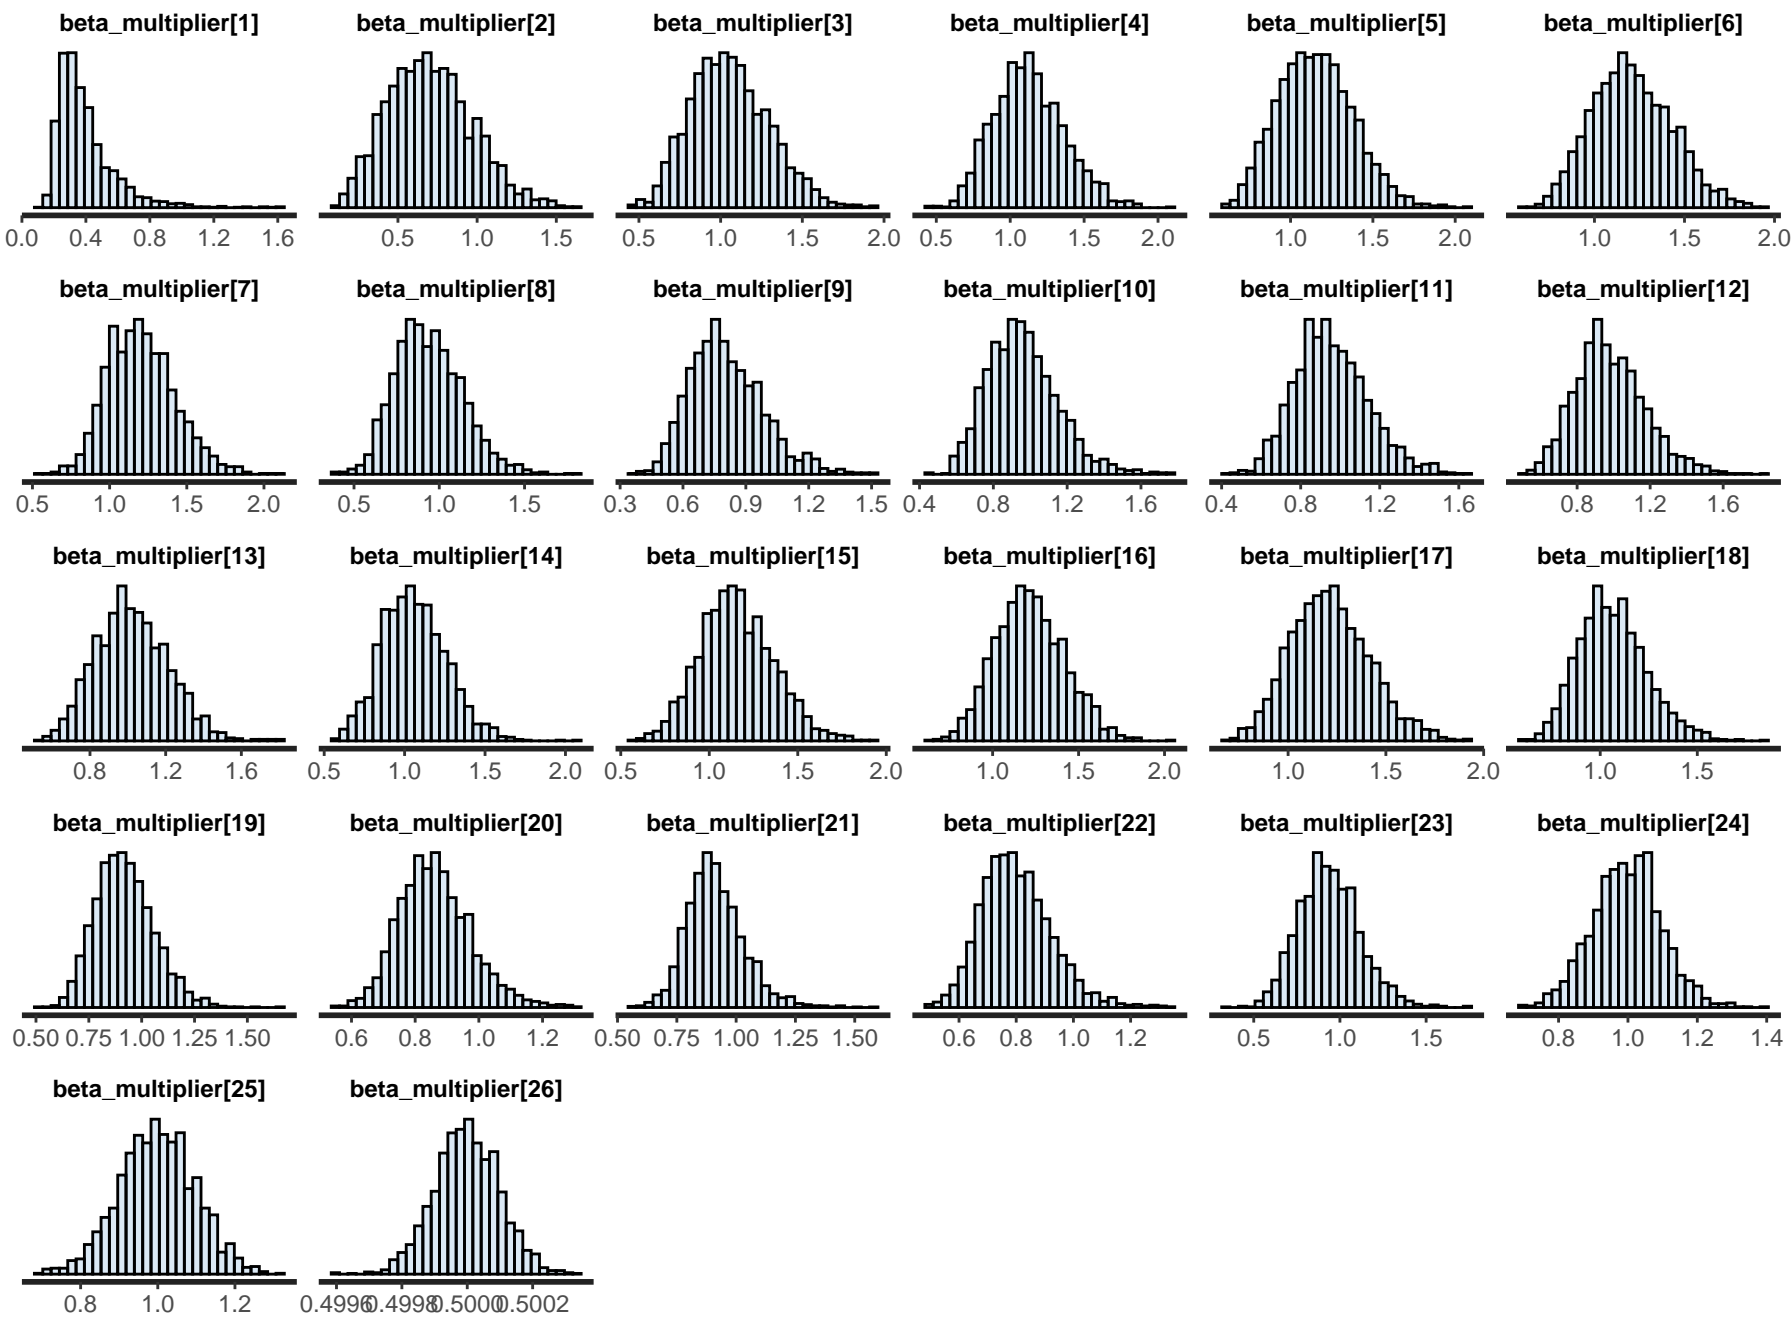 beta_multiplier[1] beta_multiplier[2] beta_multiplier[3] beta_multiplier[4] beta_multiplier[5] beta_multiplier[6]
0.0 0.4 0.8 1.2 1.6 0.5 1.0 1.5 0.5 1.0 1.5 2.0 0.5 1.0 1.5 2.0 1.0 1.5 2.0 1.0 1.5 2.0
beta_multiplier[7] beta_multiplier[8] beta_multiplier[9] beta_multiplier[10] beta_multiplier[11] beta_multiplier[12]
0.5 1.0 1.5 2.0 0.5 1.0 1.5 0.3 0.6 0.9 1.2 1.5 0.4 0.8 1.2 1.6 0.4 0.8 1.2 1.6 0.8 1.2 1.6
beta_multiplier[13] beta_multiplier[14] beta_multiplier[15] beta_multiplier[16] beta_multiplier[17] beta_multiplier[18]
0.8 1.2 1.6 0.5 1.0 1.5 2.0 0.5 1.0 1.5 2.0 1.0 1.5 2.0 1.0 1.5 2.0 1.0 1.5
beta_multiplier[19] beta_multiplier[20] beta_multiplier[21] beta_multiplier[22] beta_multiplier[23] beta_multiplier[24]
0.50 0.75 1.00 1.25 1.50 0.6 0.8 1.0 1.2 0.50 0.75 1.00 1.25 1.50 0.6 0.8 1.0 1.2 0.5 1.0 1.5 0.8 1.0 1.2 1.4
beta_multiplier[25] beta_multiplier[26]
0.8 1.0 1.2 0.4996 0.4998 0.5000 0.5002